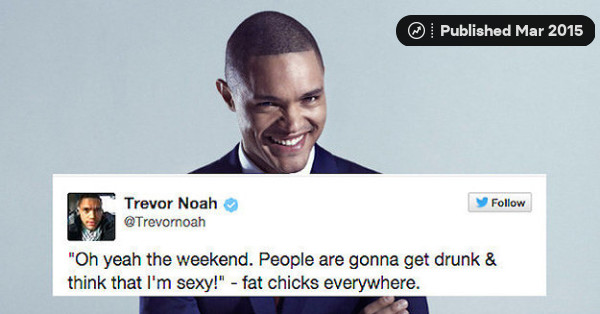 Published Mar 2015
Trevor Noah
@Trevornoah
Follow
"Oh yeah the weekend. People are gonna get drunk &
think that I'm sexy!" - fat chicks everywhere.